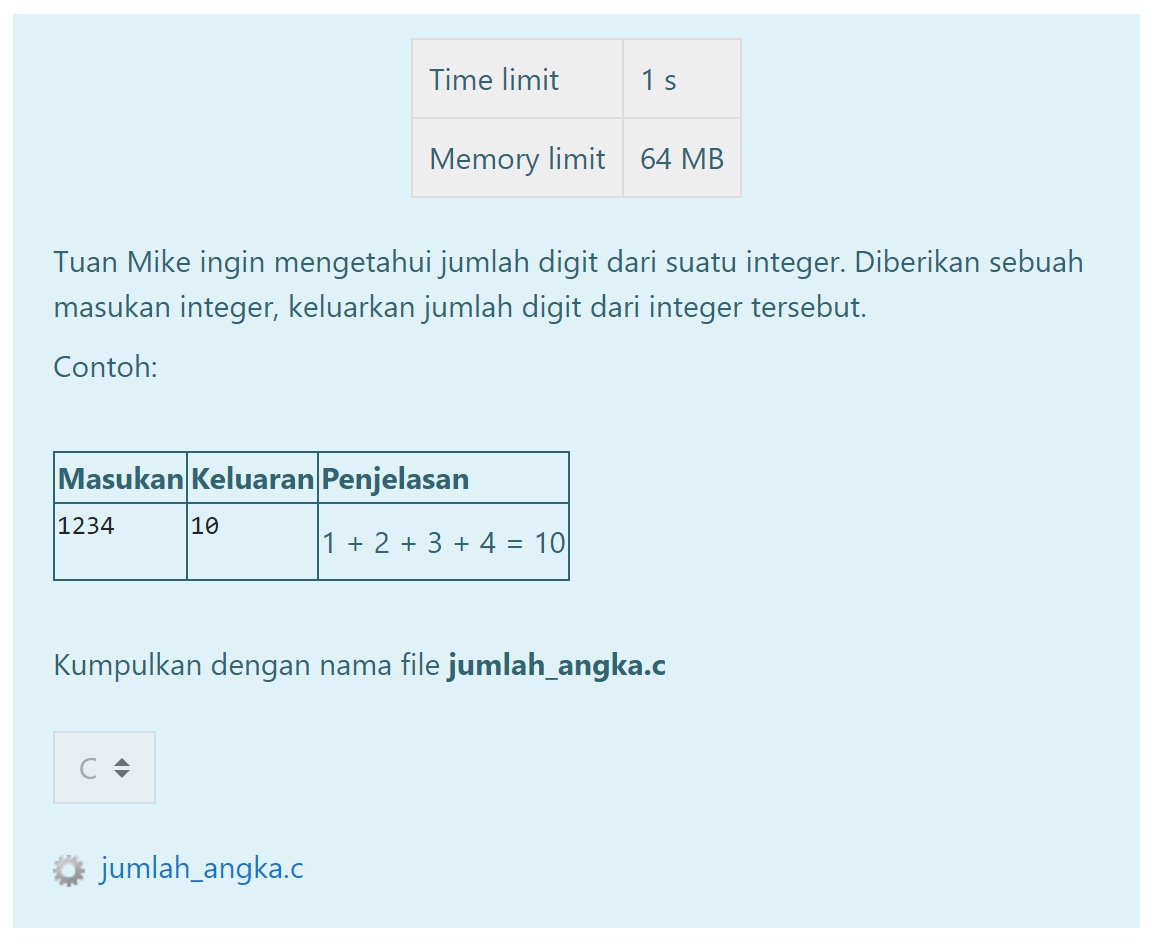 Time limit 1 s
Memory limit 64 MB
Tuan Mike ingin mengetahui jumlah digit dari suatu integer. Diberikan sebuah
masukan integer, keluarkan jumlah digit dari integer tersebut.
Contoh:
Masukan Keluaran Penjelasan
1234 10 1 + 2 + 3 + 4 = 10
Kumpulkan dengan nama file jumlah_angka.c
C
jumlah_angka.c